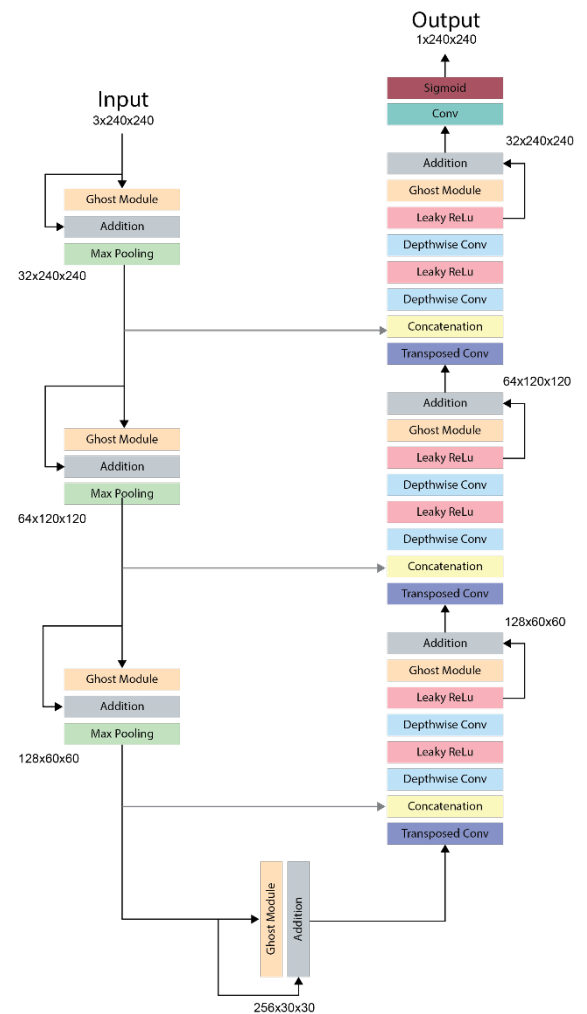 Input
3x240x240
Ghost Module
Addition
Max Pooling
32x240x240
Ghost Module
Addition
Max Pooling
64x120x120
Ghost Module
Addition
Max Pooling
128x60x60
Ghost Module
Addition
256x30x30
Output
1x240x240
Sigmoid
Conv
32x240x240
Addition
Ghost Module
Leaky ReLu
Depthwise Conv
Leaky ReLu
Depthwise Conv
Concatenation
Transposed Conv
64x120x120
Addition
Ghost Module
Leaky ReLu
Depthwise Conv
Leaky ReLu
Depthwise Conv
Concatenation
Transposed Conv
128x60x60
Addition
Ghost Module
Leaky ReLu
Depthwise Conv
Leaky ReLu
Depthwise Conv
Concatenation
Transposed Conv